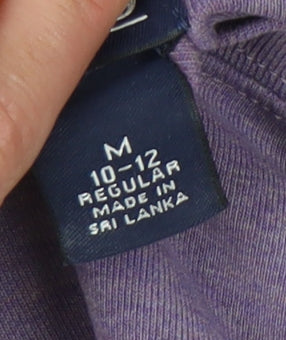 M
10-12
REGULAR
MADE IN
SRI LANKA